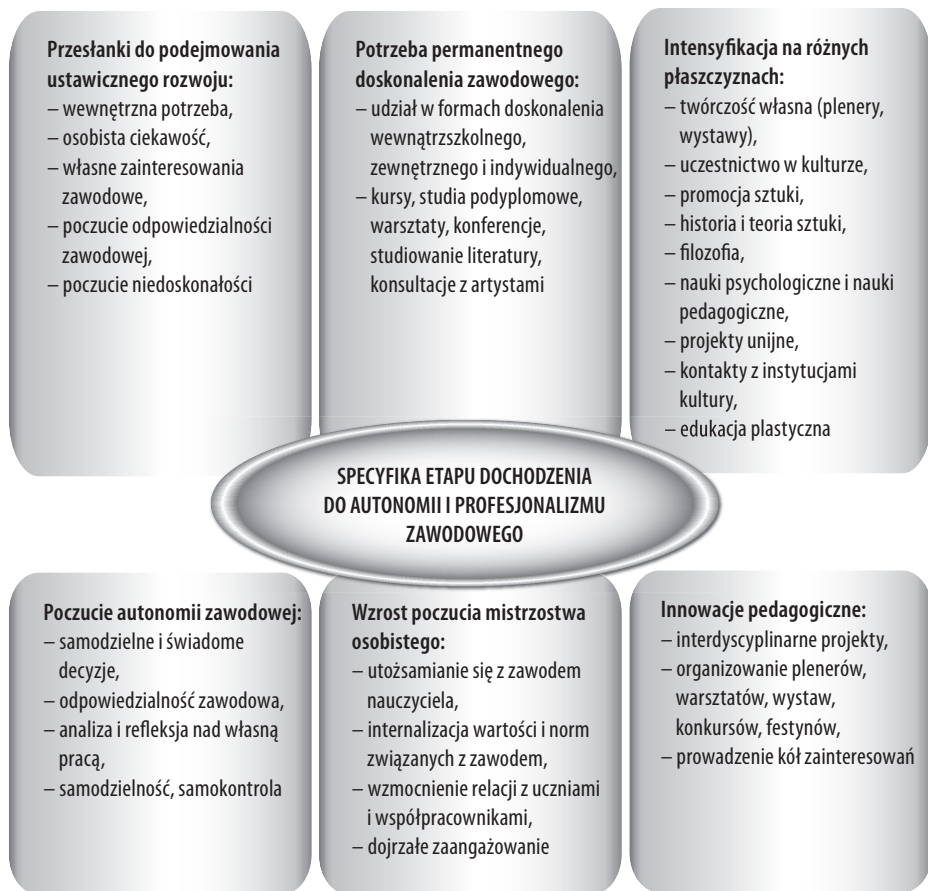 Przesłanki do podejmowania
ustawicznego rozwoju:
– wewnętrzna potrzeba,
– osobista ciekawość,
– własne zainteresowania
zawodowe,
– poczucie odpowiedzialności
zawodowej,
– poczucie niedoskonałości
Potrzeba permanentnego
doskonalenia zawodowego:
– udział w formach doskonalenia
wewnątrzszkolnego,
zewnętrznego i indywidualnego,
– kursy, studia podyplomowe,
warsztaty, konferencje,
studiowanie literatury,
konsultacje z artystami
Intensyfikacja na różnych
płaszczyznach:
– twórczość własna (plenery,
wystawy),
– uczestnictwo w kulturze,
– promocja sztuki,
– historia i teoria sztuki,
– filozofia,
– nauki psychologiczne i nauki
pedagogiczne,
– projekty unijne,
– kontakty z instytucjami
kultury,
– edukacja plastyczna
SPECYFIKA ETAPU DOCHODZENIA
DO AUTONOMII I PROFESJONALIZMU
ZAWODOWEGO
Poczucie autonomii zawodowej:
– samodzielne i świadome
decyzje,
– odpowiedzialność zawodowa,
– analiza i refleksja nad własną
pracą,
– samodzielność, samokontrola
Wzrost poczucia mistrzostwa
osobistego:
– utożsamianie się z zawodem
nauczyciela,
– internalizacja wartości i norm
związanych z zawodem,
– wzmocnienie relacji z uczniami
i współpracownikami,
– dojrzałe zaangażowanie
Innowacje pedagogiczne:
– interdyscyplinarne projekty,
– organizowanie plenerów,
warsztatów, wystaw,
konkursów, festynów,
– prowadzenie kół zainteresowań